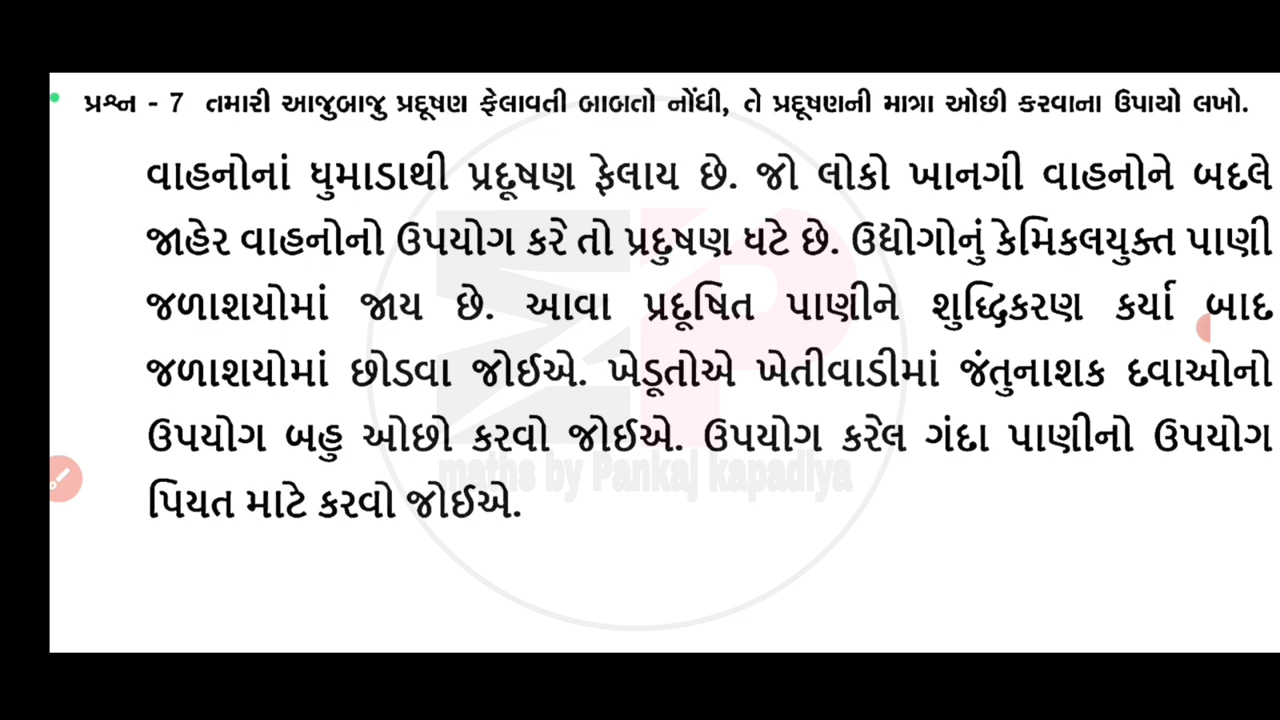 પ્રશ્ન - 7 તમારી આજુબાજુ પ્રદૂષણ ફેલાવતી બાબતો નોંધી, તે પ્રદૂષણની માત્રા ઓછી કરવાના ઉપાયો લખો.
વાહનોનાં ધુમાડાથી પ્રદૂષણ ફેલાય છે. જો લોકો ખાનગી વાહનોને બદલે
જાહેર વાહનોનો ઉપયોગ કરે તો પ્રદુષણ ઘટે છે. ઉદ્યોગોનું કેમિકલયુક્ત પાણી
જળાશયોમાં જાય છે. આવા પ્રદૂષિત પાણીને શુદ્ધિકરણ કર્યા બાદ
જળાશયોમાં છોડવા જોઈએ. ખેડૂતોએ ખેતીવાડીમાં જંતુનાશક દવાઓનો
ઉપયોગ બહુ ઓછો કરવો જોઈએ. ઉપયોગ કરેલ ગંદા પાણીનો ઉપયોગ
maths by Pankaj kapadiya
પિયત માટે કરવો જોઈએ.